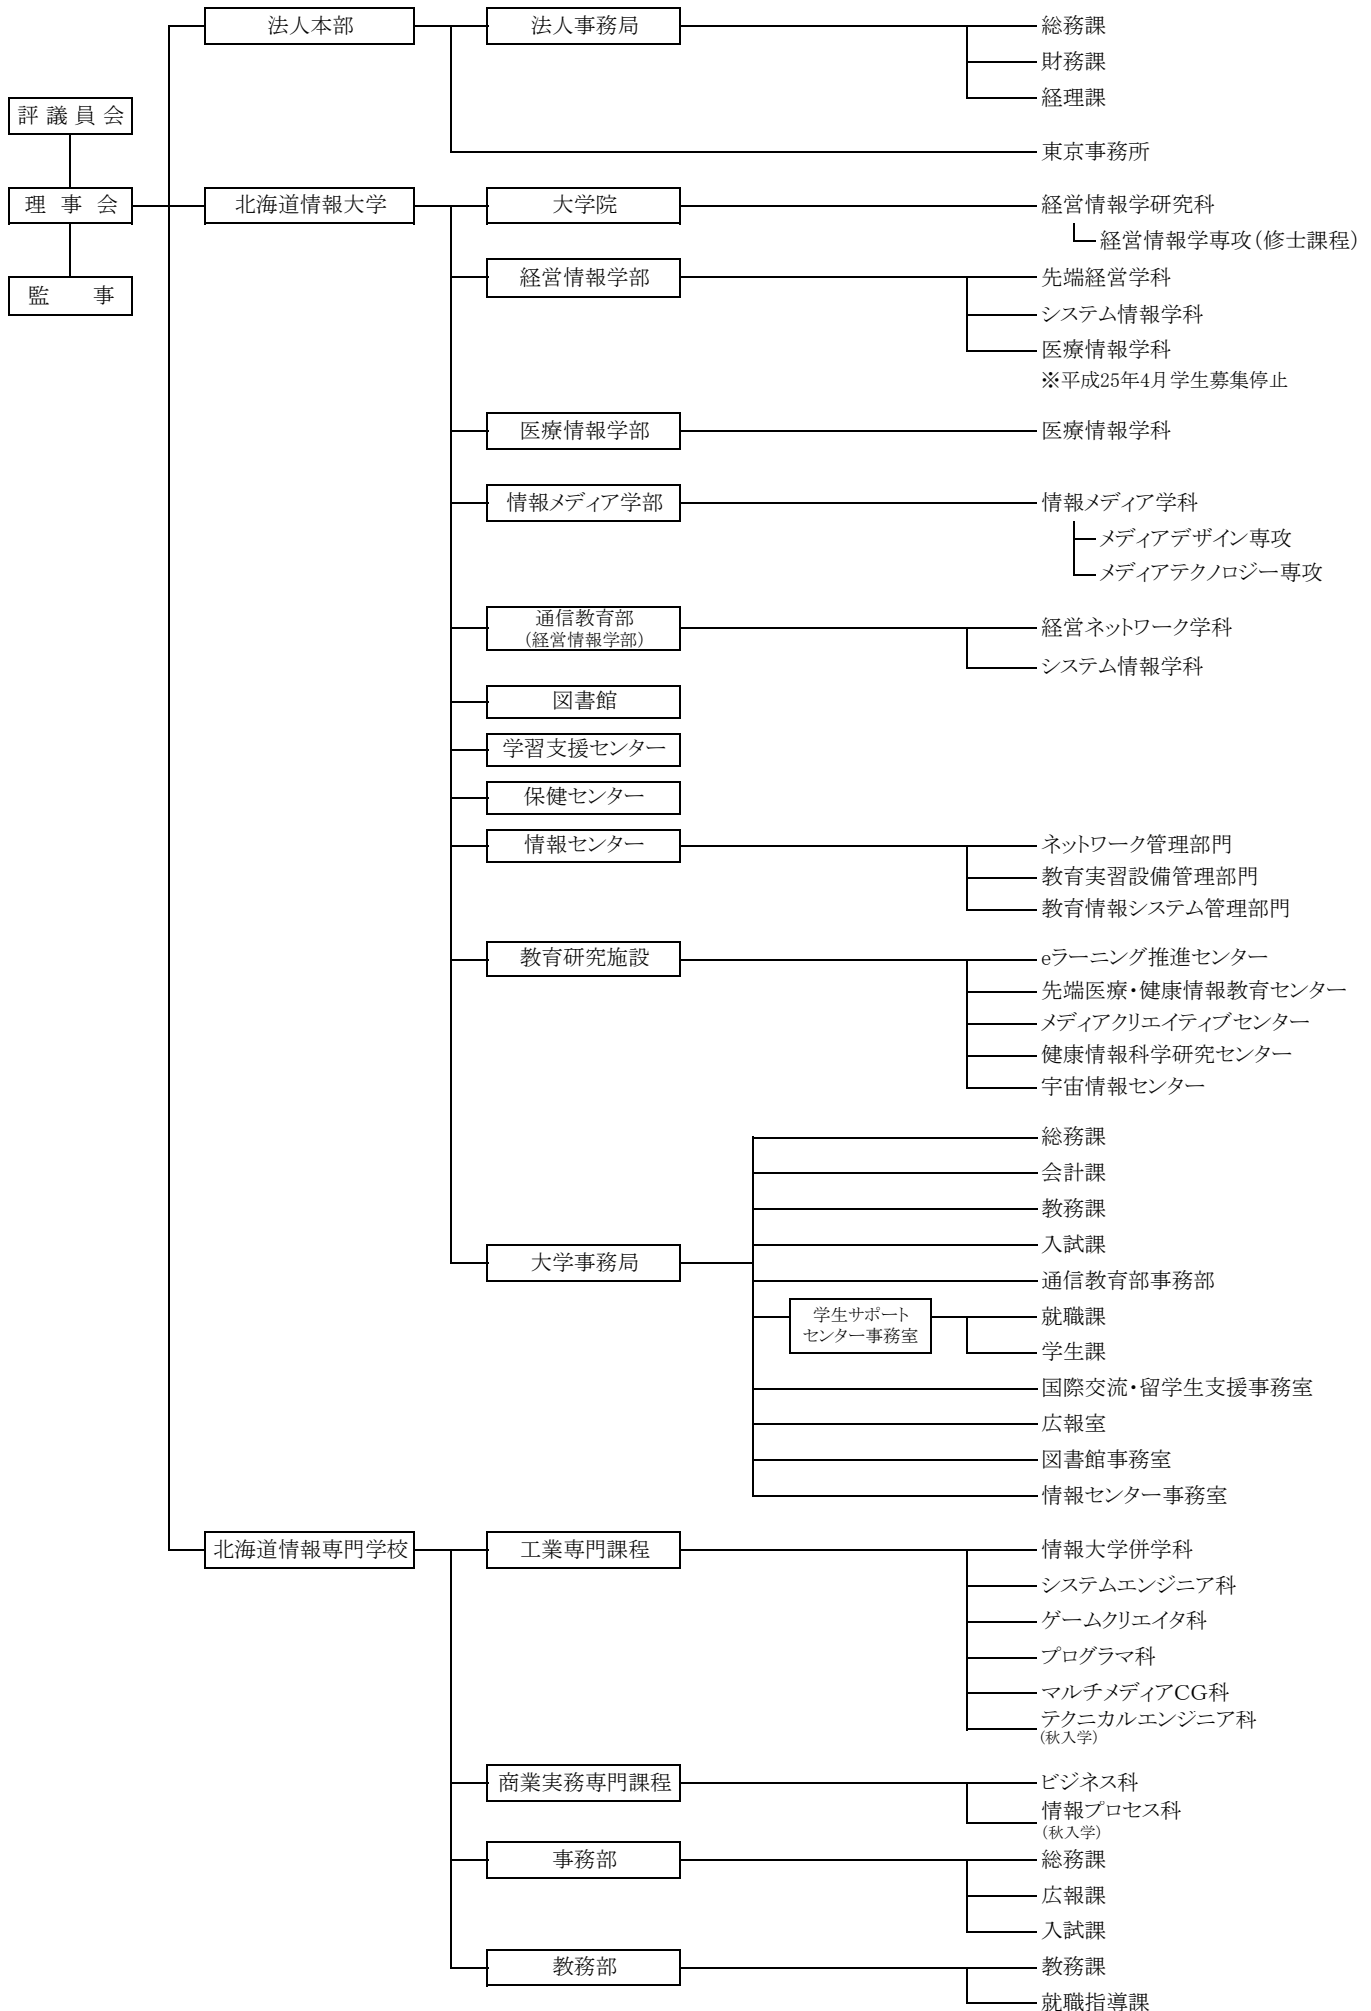 法人本部
法人事務局
総務課
財務課
経理課
東京事務所
評議員会
理事会
監事
北海道情報大学
大学院
経営情報学研究科
経営情報学専攻(修士課程)
経営情報学部
先端経営学科
システム情報学科
医療情報学科
※平成25年4月学生募集停止
医療情報学部
医療情報学科
情報メディア学部
情報メディア学科
メディアデザイン専攻
メディアテクノロジー専攻
通信教育部
(経営情報学部)
経営ネットワーク学科
システム情報学科
図書館
学習支援センター
保健センター
情報センター
ネットワーク管理部門
教育実習設備管理部門
教育情報システム管理部門
教育研究施設
eラーニング推進センター
先端医療・健康情報教育センター
メディアクリエイティブセンター
健康情報科学研究センター
宇宙情報センター
大学事務局
総務課
会計課
教務課
入試課
通信教育部事務部
学生サポート
センター事務室
就職課
学生課
国際交流・留学生支援事務室
広報室
図書館事務室
情報センター事務室
北海道情報専門学校
工業専門課程
情報大学併学科
システムエンジニア科
ゲームクリエイタ科
プログラマ科
マルチメディアCG科
テクニカルエンジニア科
(秋入学)
商業実務専門課程
ビジネス科
情報プロセス科
(秋入学)
事務部
総務課
広報課
入試課
教務部
教務課
就職指導課